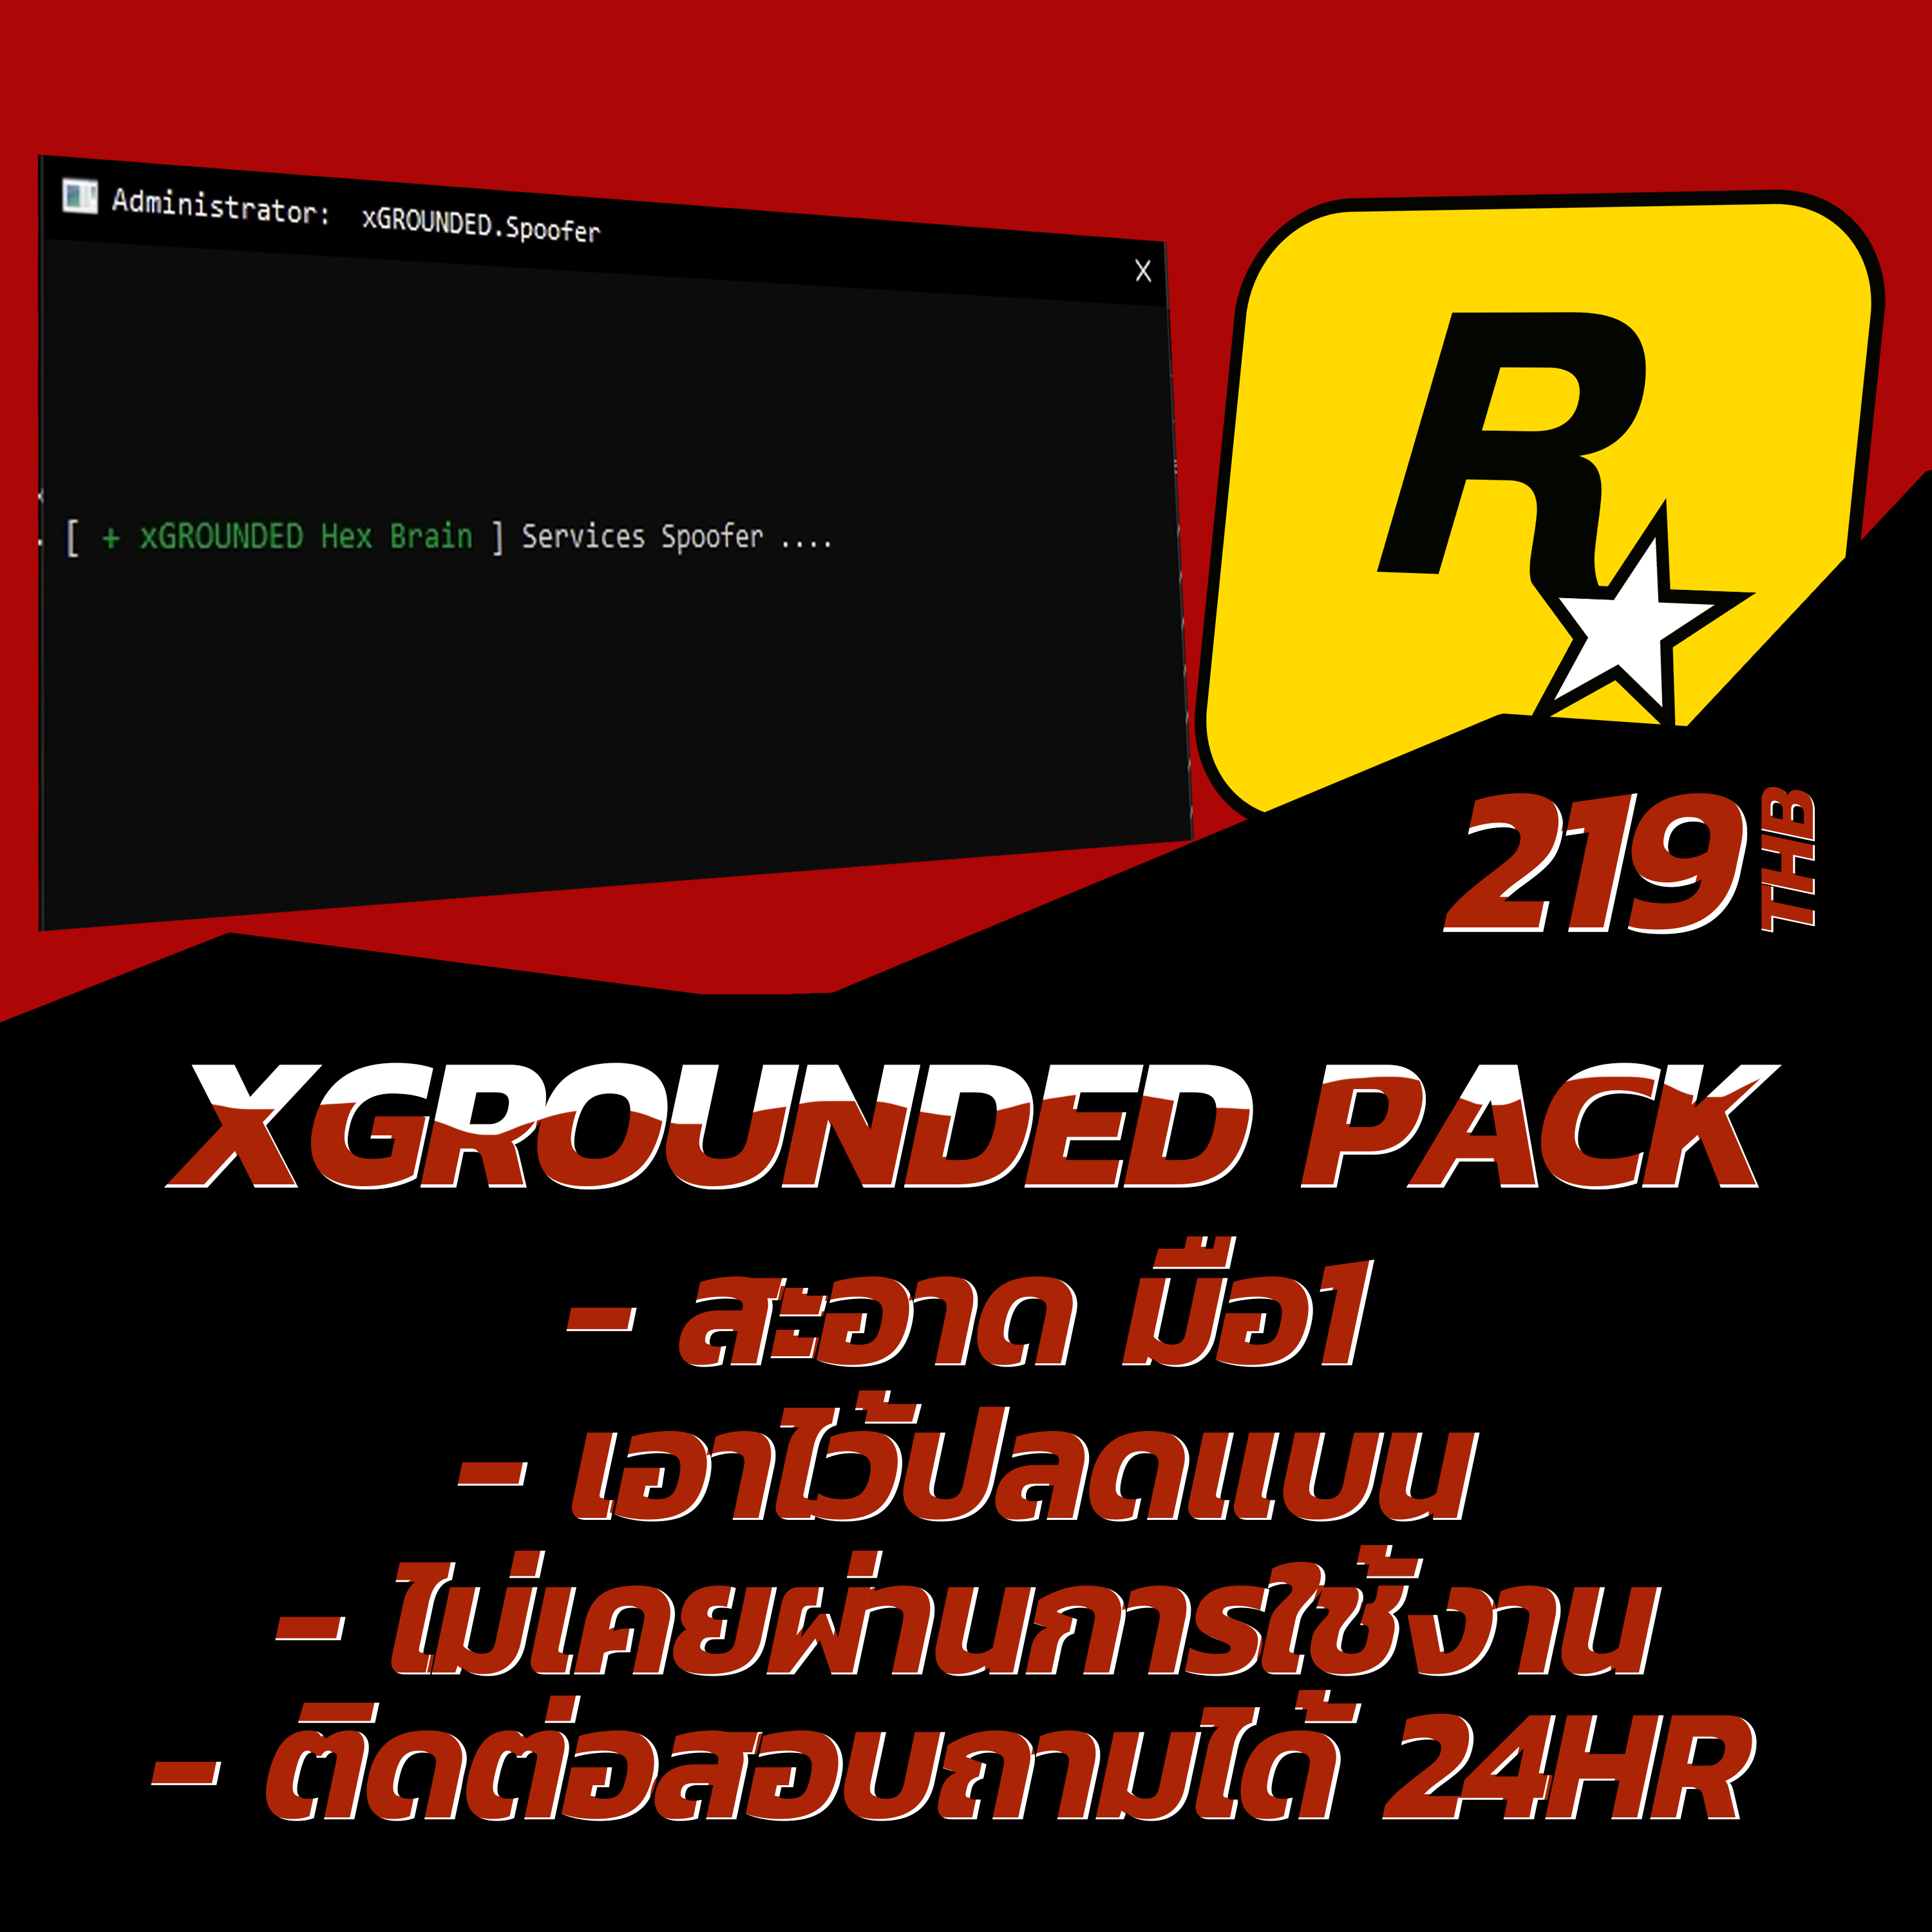 Administrator: xGROUNDED.Spoofer
X
[ + xGROUNDED Hex Brain ] Services Spoofer ....
R
219 THB
XGROUNDED PACK
- สะอาด มือ1
- เอาไว้ปลดแบน
- ไม่เคยผ่านการใช้งาน
- ติดต่อสอบถามได้ 24HR